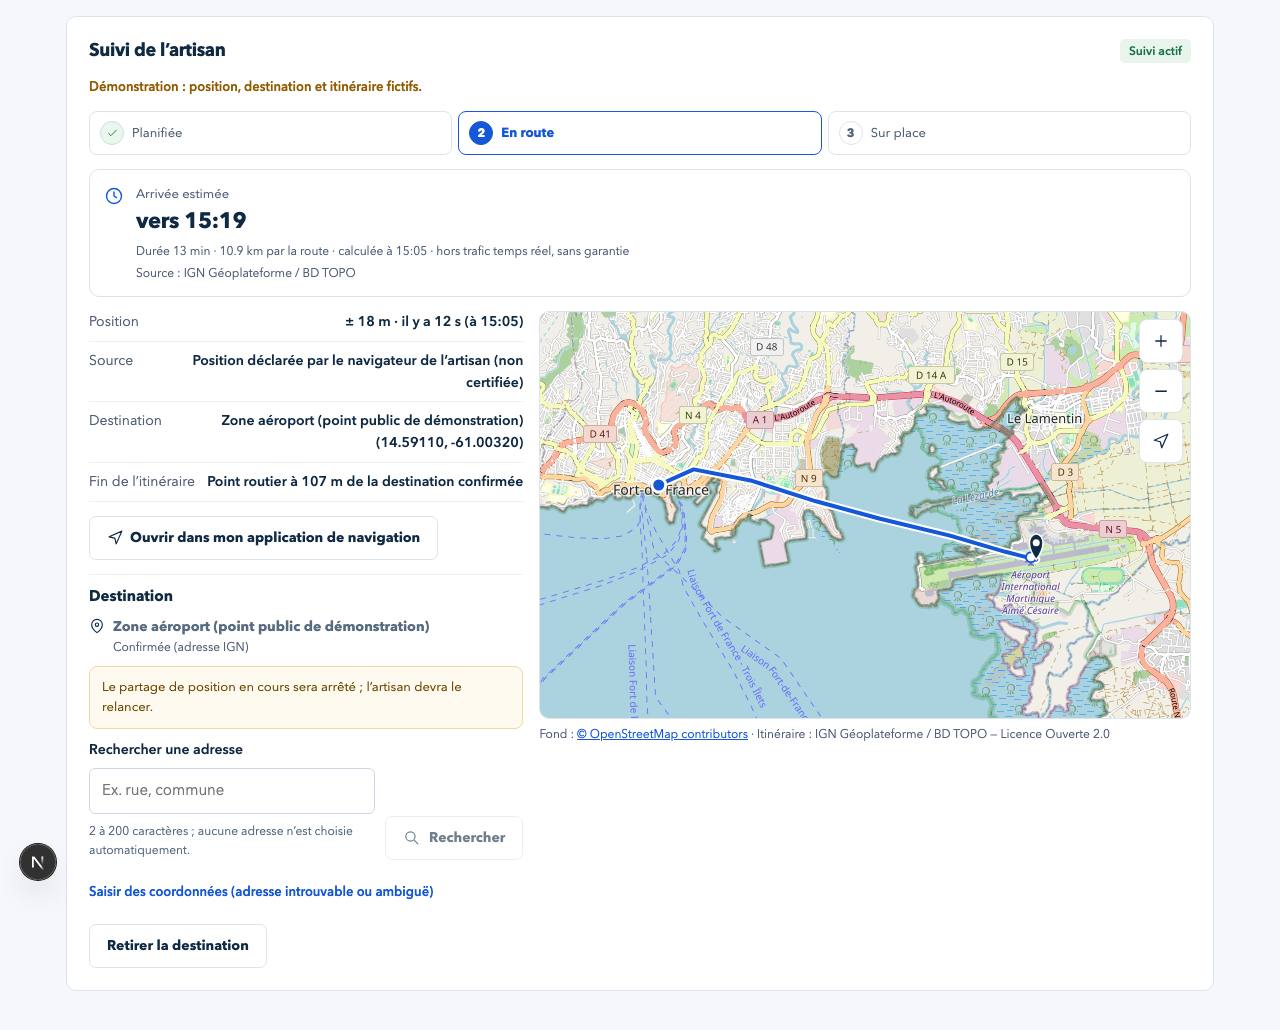 Suivi de l’artisan
Suivi actif
Démonstration : position, destination et itinéraire fictifs.
Planifiée
2 En route
3 Sur place
Arrivée estimée
vers 15:19
Durée 13 min · 10.9 km par la route · calculée à 15:05 · hors trafic temps réel, sans garantie
Source : IGN Géoplateforme / BD TOPO
Position ± 18 m · il y a 12 s (à 15:05)
Source Position déclarée par le navigateur de l’artisan (non
certifiée)
Destination Zone aéroport (point public de démonstration)
(14.59110, -61.00320)
Fin de l’itinéraire Point routier à 107 m de la destination confirmée
Ouvrir dans mon application de navigation
Destination
Zone aéroport (point public de démonstration)
Confirmée (adresse IGN)
Le partage de position en cours sera arrêté ; l’artisan devra le
relancer.
Rechercher une adresse
Ex. rue, commune
2 à 200 caractères ; aucune adresse n’est choisie
automatiquement.
Rechercher
Saisir des coordonnées (adresse introuvable ou ambiguë)
Retirer la destination
N
+
−
D 48
D 15
D 14 A
N 4
A 1
L'Autoroute
L'Autoroute
Le Lamentin
D 41
D 3
N 9
Fort-de-France
La Lézarde
N 5
Aéroport
International
Martinique
Aimé Césaire
Liaison Fort de France - Trois Îlets
Liaison Fort-de-Franc
Liaison Fort de F
Route N
Fond : © OpenStreetMap contributors · Itinéraire : IGN Géoplateforme / BD TOPO – Licence Ouverte 2.0